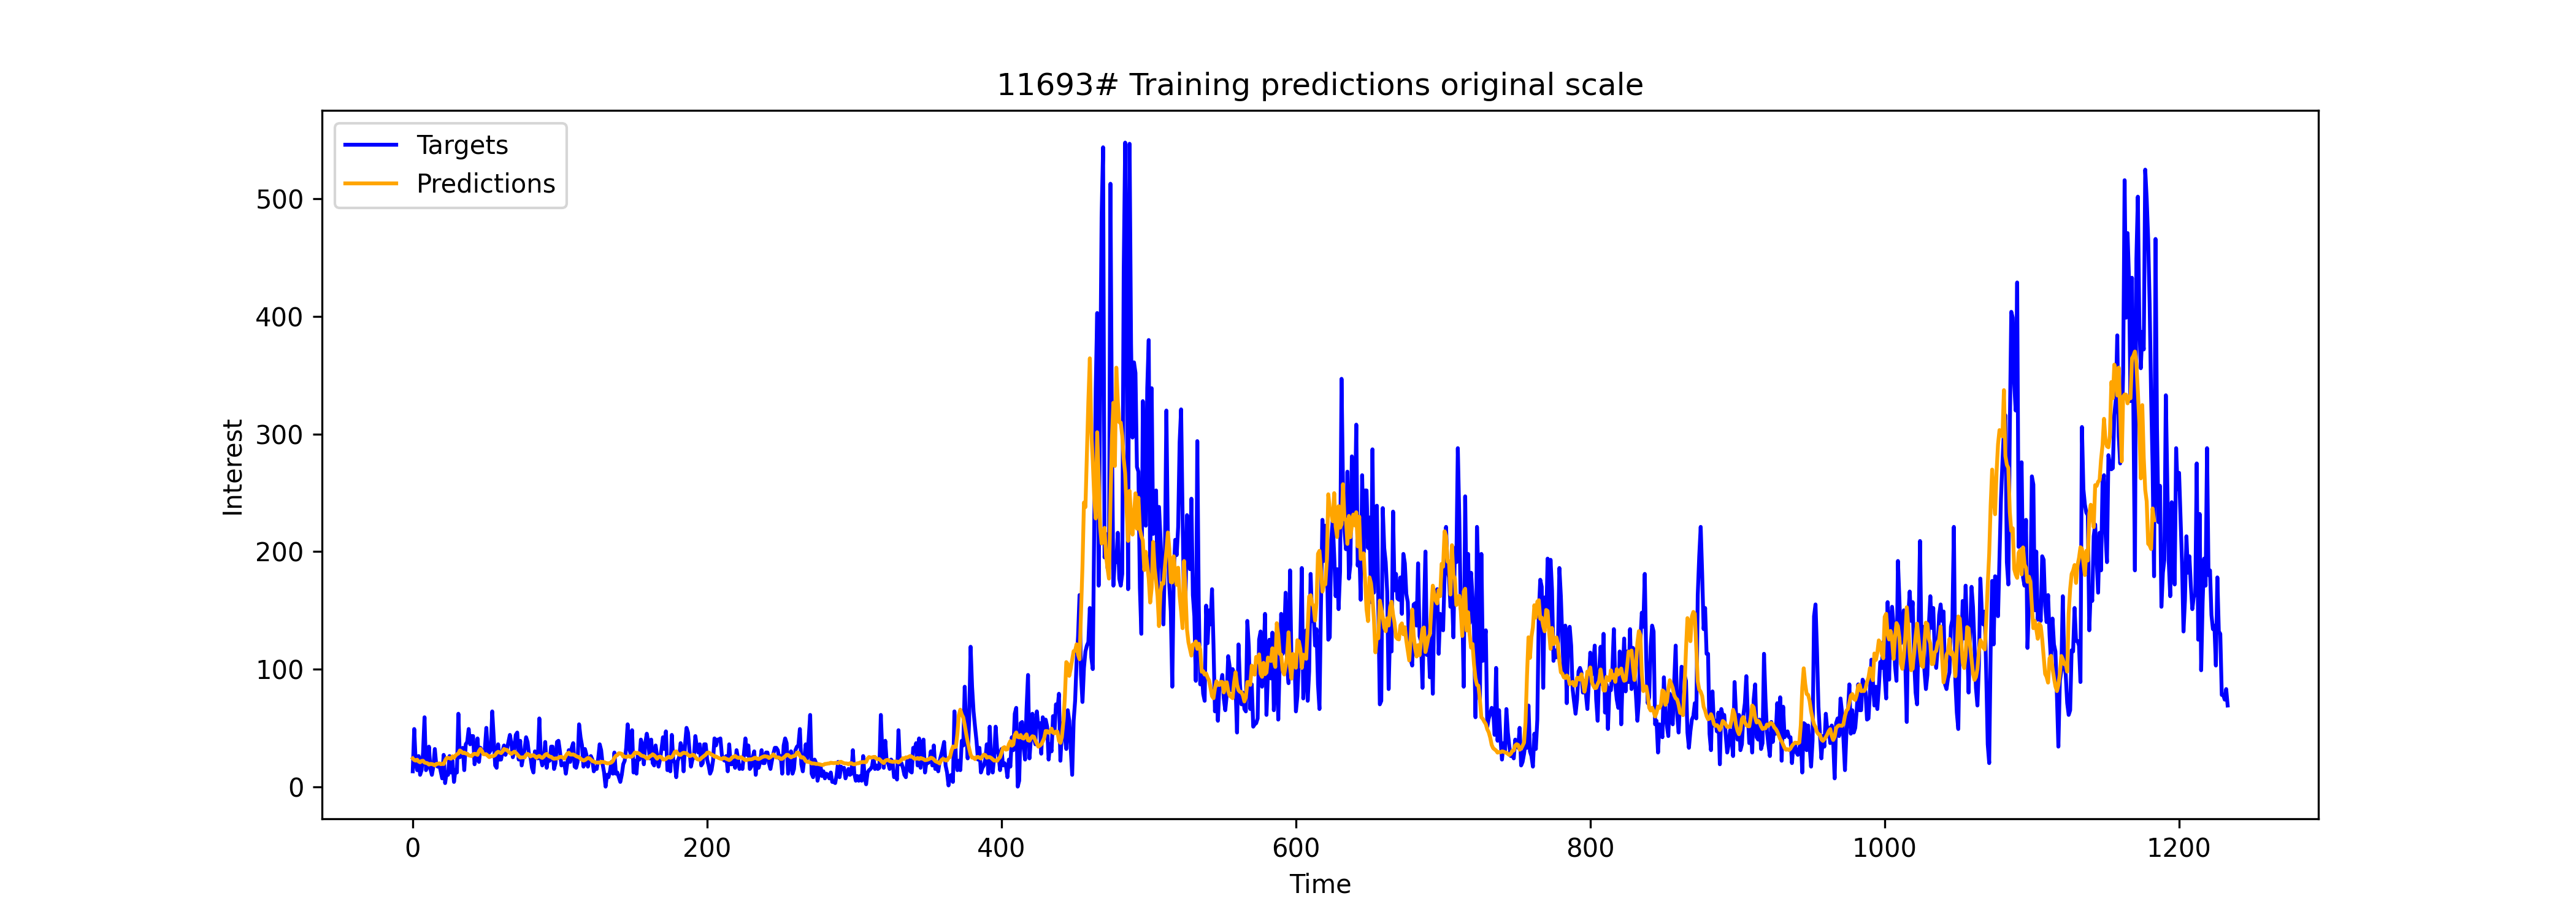 11693# Training predictions original scale
Targets
Predictions
Interest
500
400
300
200
100
0
0 200 400 600 800 1000 1200
Time